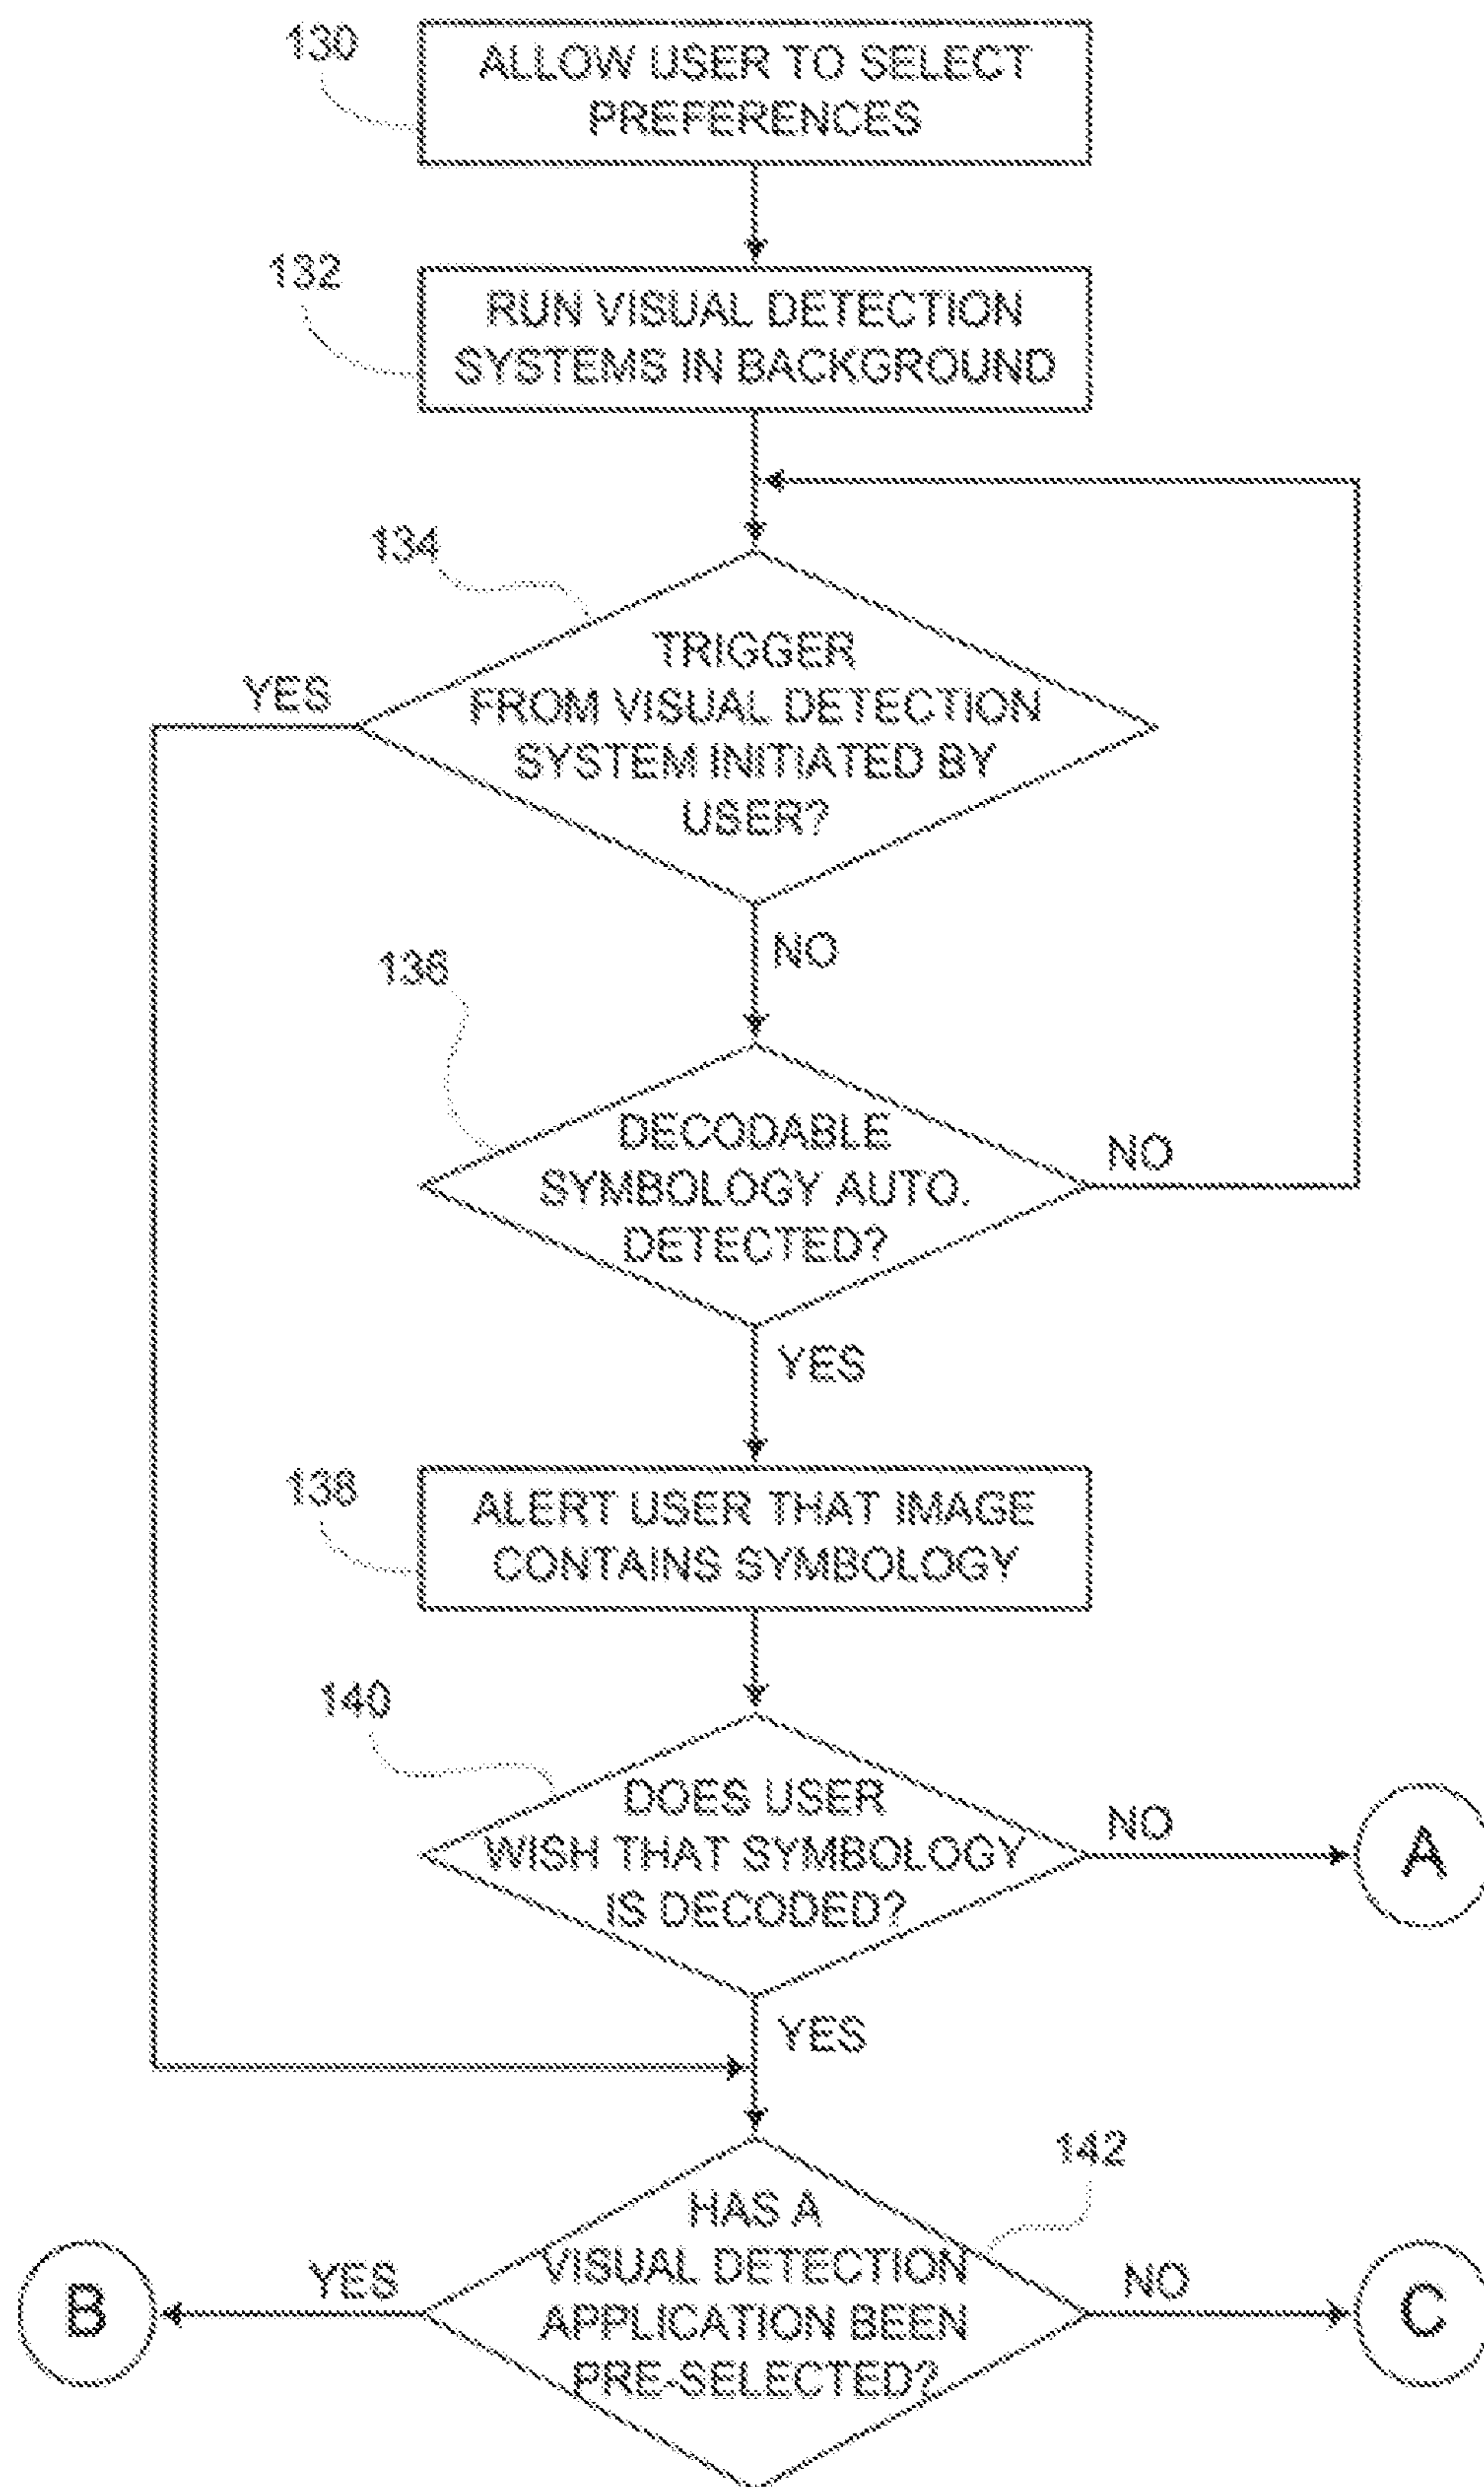 130
ALLOW USER TO SELECT
PREFERENCES
132
RUN VISUAL DETECTION
SYSTEMS IN BACKGROUND
134
TRIGGER
FROM VISUAL DETECTION
SYSTEM INITIATED BY
USER?
YES
NO
136
DECODABLE
SYMBOLOGY AUTO.
DETECTED?
NO
YES
138
ALERT USER THAT IMAGE
CONTAINS SYMBOLOGY
140
DOES USER
WISH THAT SYMBOLOGY
IS DECODED?
NO
A
YES
142
HAS A
VISUAL DETECTION
APPLICATION BEEN
PRE-SELECTED?
YES
B
NO
C